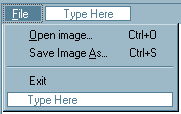 File Type Here
Open image... Ctrl+O
Save Image As... Ctrl+S
Exit
Type Here